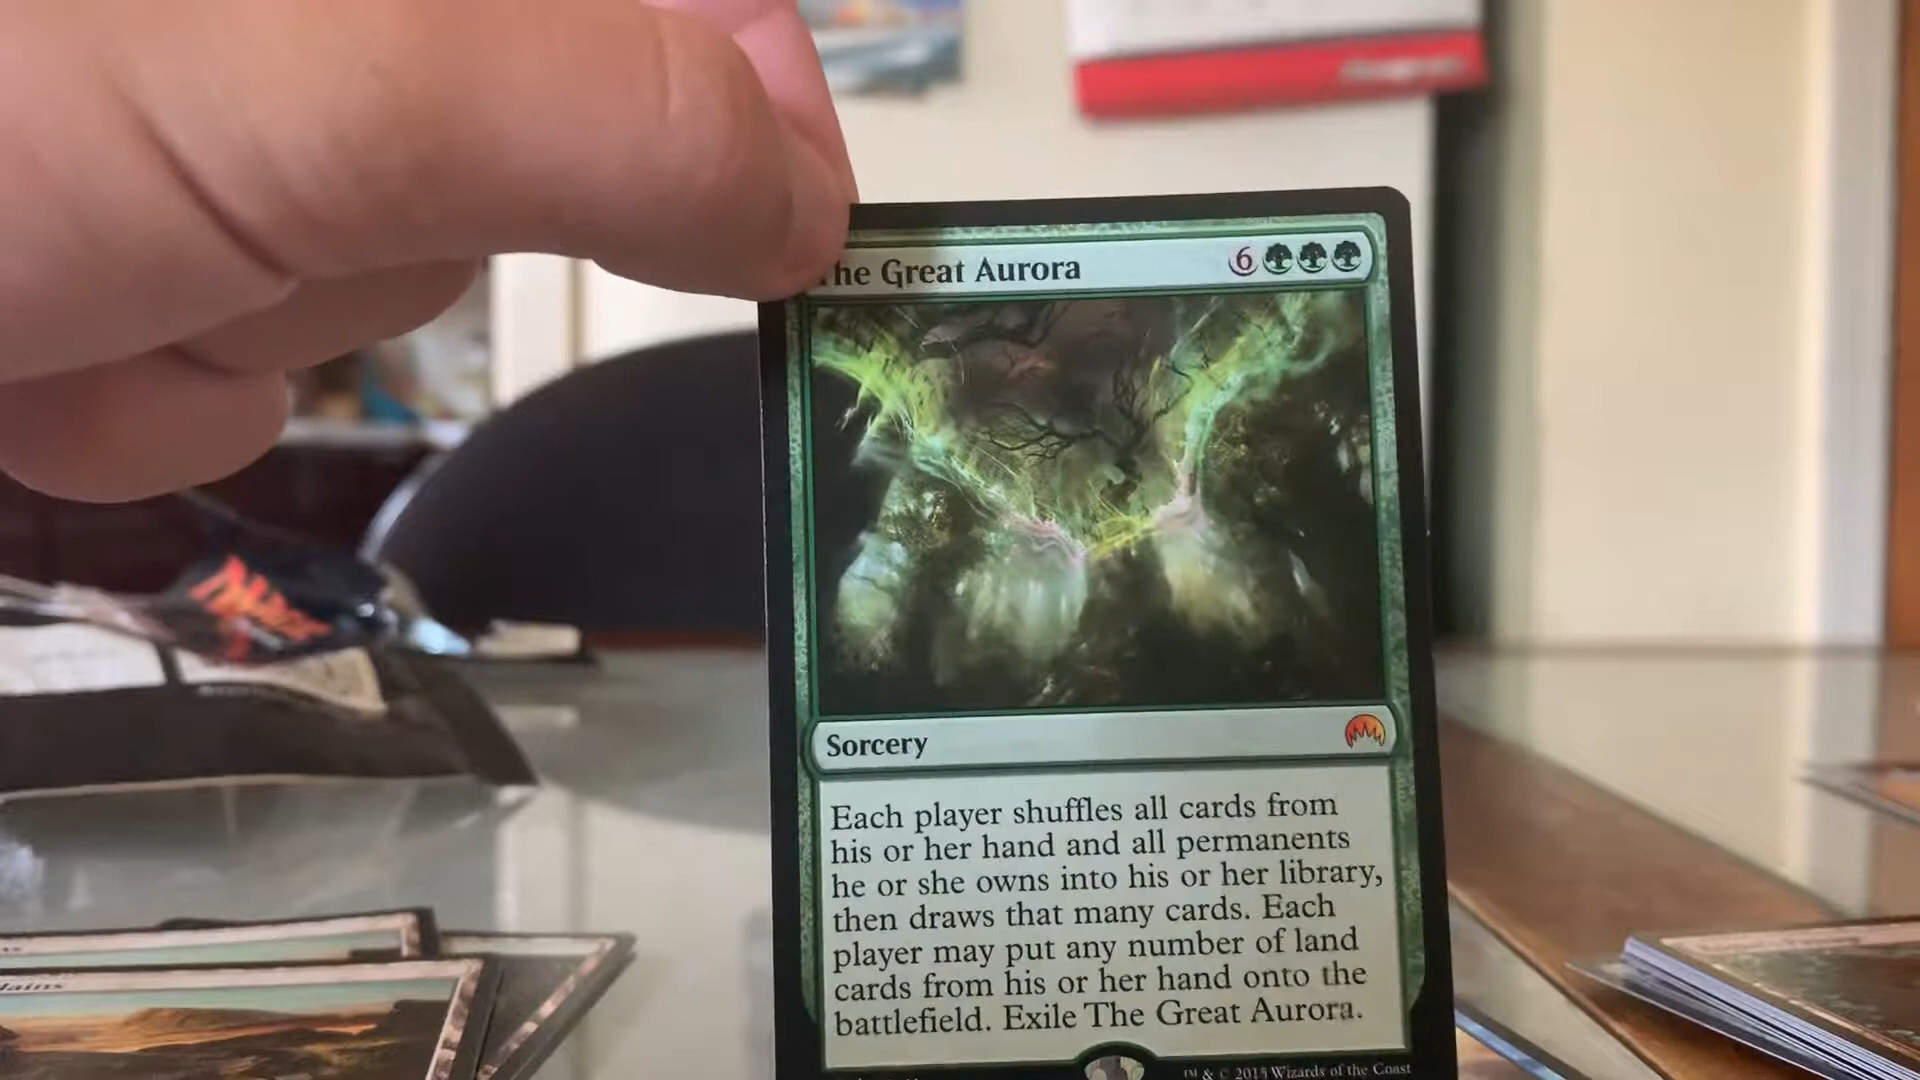 The Great Aurora 6
Sorcery
Each player shuffles all cards from
his or her hand and all permanents
he or she owns into his or her library,
then draws that many cards. Each
player may put any number of land
cards from his or her hand onto the
battlefield. Exile The Great Aurora.
™ & © 2015 Wizards of the Coast
Magic
lains